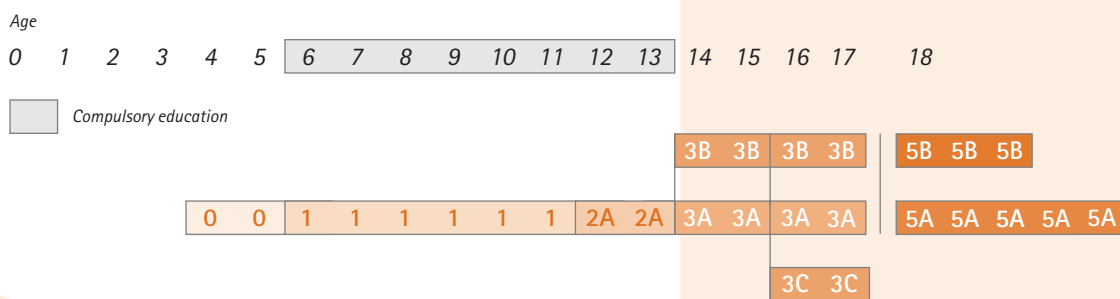 Age
0 1 2 3 4 5 6 7 8 9 10 11 12 13 14 15 16 17 18
Compulsory education
3B 3B 3B 3B 5B 5B 5B
0 0 1 1 1 1 1 1 2A 2A 3A 3A 3A 3A 5A 5A 5A 5A 5A
3C 3C